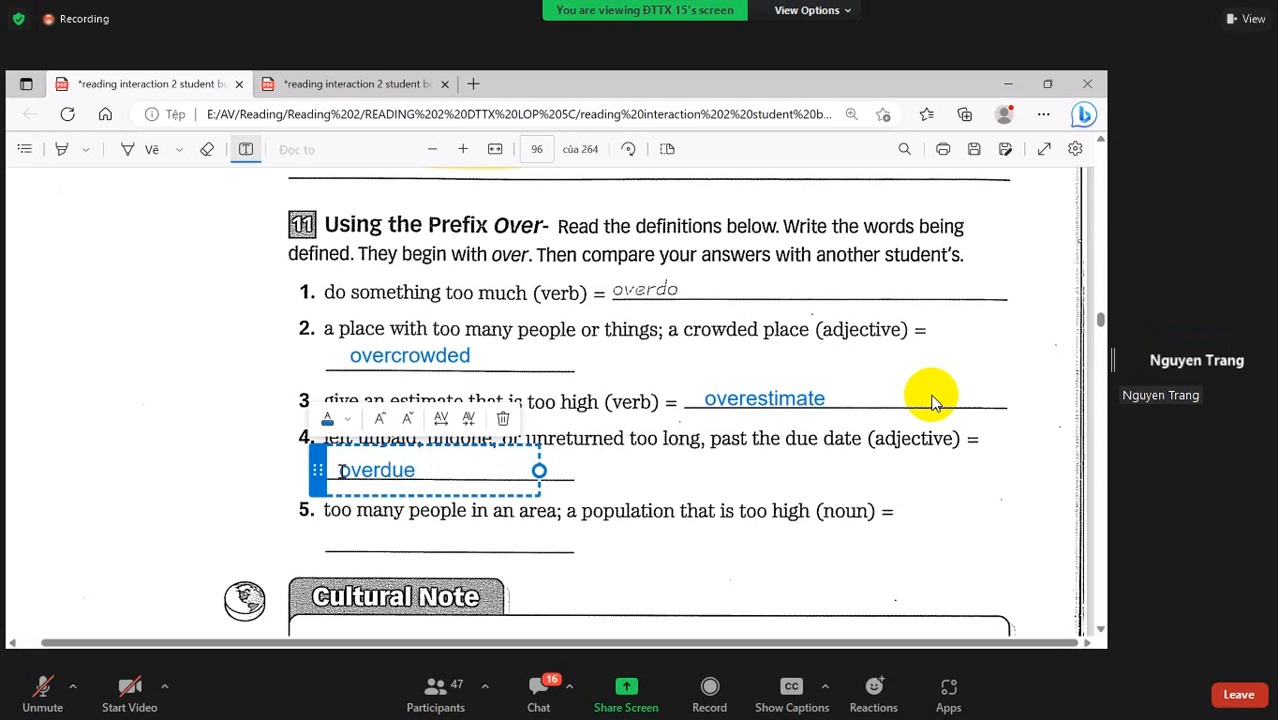 Recording
You are viewing ĐTTX 15's screen
View Options
View
*reading interaction 2 student b
*reading interaction 2 student b
Tệp
E:/AV/Reading/Reading%202/READING%202%20DTTX%20LOP%205C/reading%20interaction%202%20student%20b...
Vẽ
Đọc to
96
của 264
11 Using the Prefix Over- Read the definitions below. Write the words being
defined. They begin with over. Then compare your answers with another student's.
1. do something too much (verb) = overdo
2. a place with too many people or things; a crowded place (adjective) =
overcrowded
3 give an estimate that is too high (verb) = overestimate
4. left unpaid, undone, or unreturned too long, past the due date (adjective) =
overdue
5. too many people in an area; a population that is too high (noun) =
Cultural Note
Nguyen Trang
Nguyen Trang
Unmute
Start Video
47
Participants
16
Chat
Share Screen
Record
CC
Show Captions
Reactions
Apps
Leave